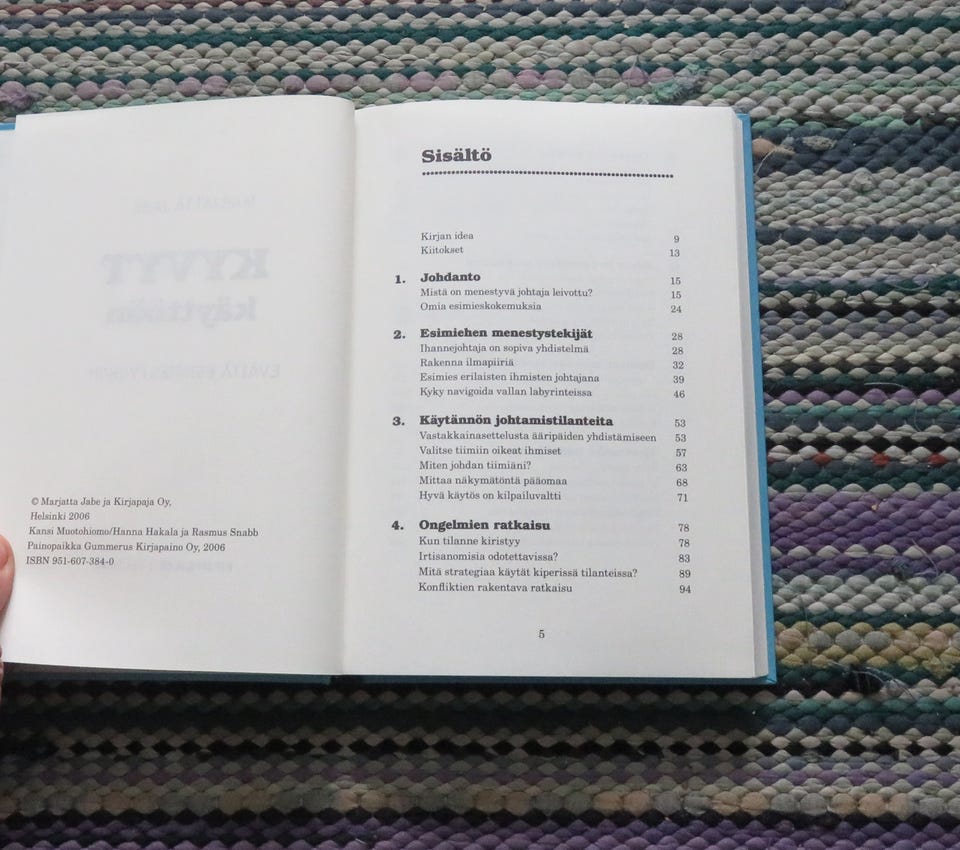 © Marjatta Jabe ja Kirjapaja Oy,
Helsinki 2006
Kansi Muotohiomo/Hanna Hakala ja Rasmus Snabb
Painopaikka Gummerus Kirjapaino Oy, 2006
ISBN 951-607-384-0
Sisältö
Kirjan idea 9
Kiitokset 13
1. Johdanto 15
Mistä on menestyvä johtaja leivottu? 15
Omia esimieskokemuksia 24
2. Esimiehen menestystekijät 28
Ihannejohtaja on sopiva yhdistelmä 28
Rakenna ilmapiiriä 32
Esimies erilaisten ihmisten johtajana 39
Kyky navigoida vallan labyrinteissa 46
3. Käytännön johtamistilanteita 53
Vastakkainasettelusta ääripäiden yhdistämiseen 53
Valitse tiimiin oikeat ihmiset 57
Miten johdan tiimiäni? 63
Mittaa näkymätöntä pääomaa 68
Hyvä käytös on kilpailuvaltti 71
4. Ongelmien ratkaisu 78
Kun tilanne kiristyy 78
Irtisanomisia odotettavissa? 83
Mitä strategiaa käytät kiperissä tilanteissa? 89
Konfliktien rakentava ratkaisu 94
5